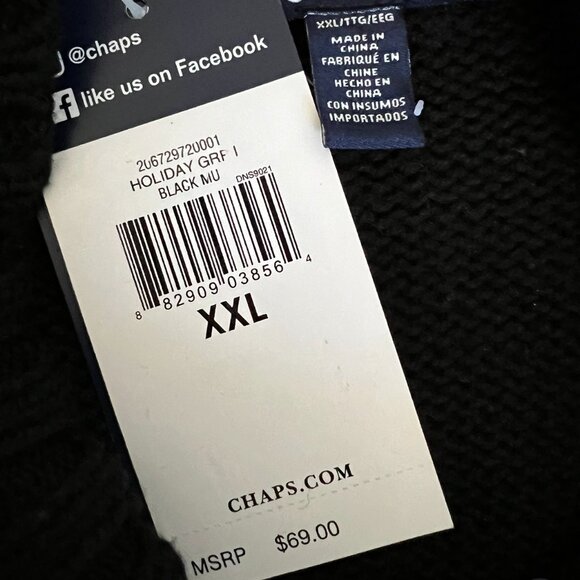 @chaps
f like us on Facebook
206729720001
HOLIDAY GRF I
BLACK MU
DNS9021
8 82909 03856 4
XXL
CHAPS.COM
MSRP $69.00
XXL/TTG/EEG
MADE IN
CHINA
FABRIQUÉ EN
CHINE
HECHO EN
CHINA
CON INSUMOS
IMPORTADOS